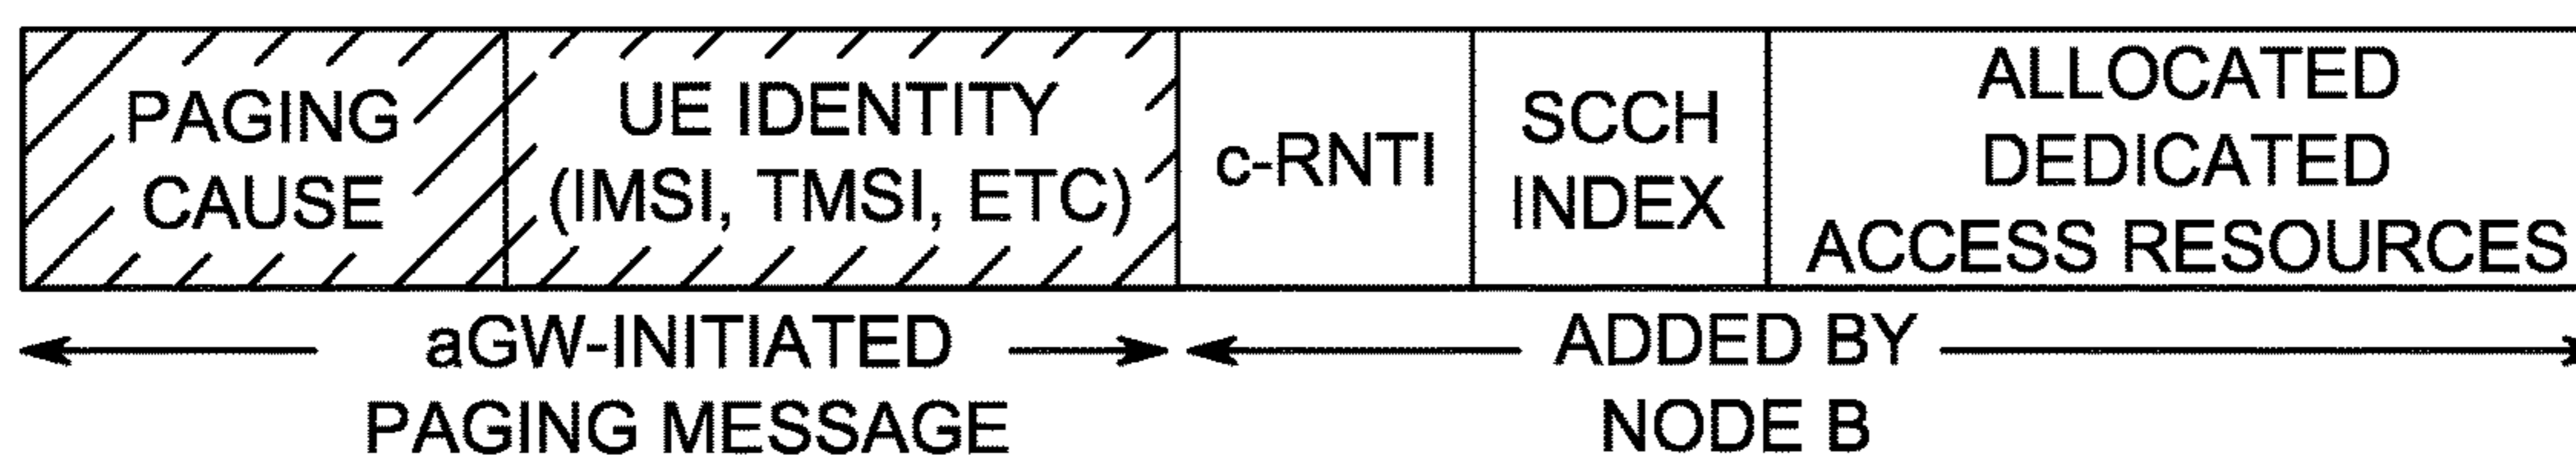 PAGING
CAUSE
UE IDENTITY
(IMSI, TMSI, ETC)
c-RNTI
SCCH
INDEX
ALLOCATED
DEDICATED
ACCESS RESOURCES
aGW-INITIATED
PAGING MESSAGE
ADDED BY
NODE B